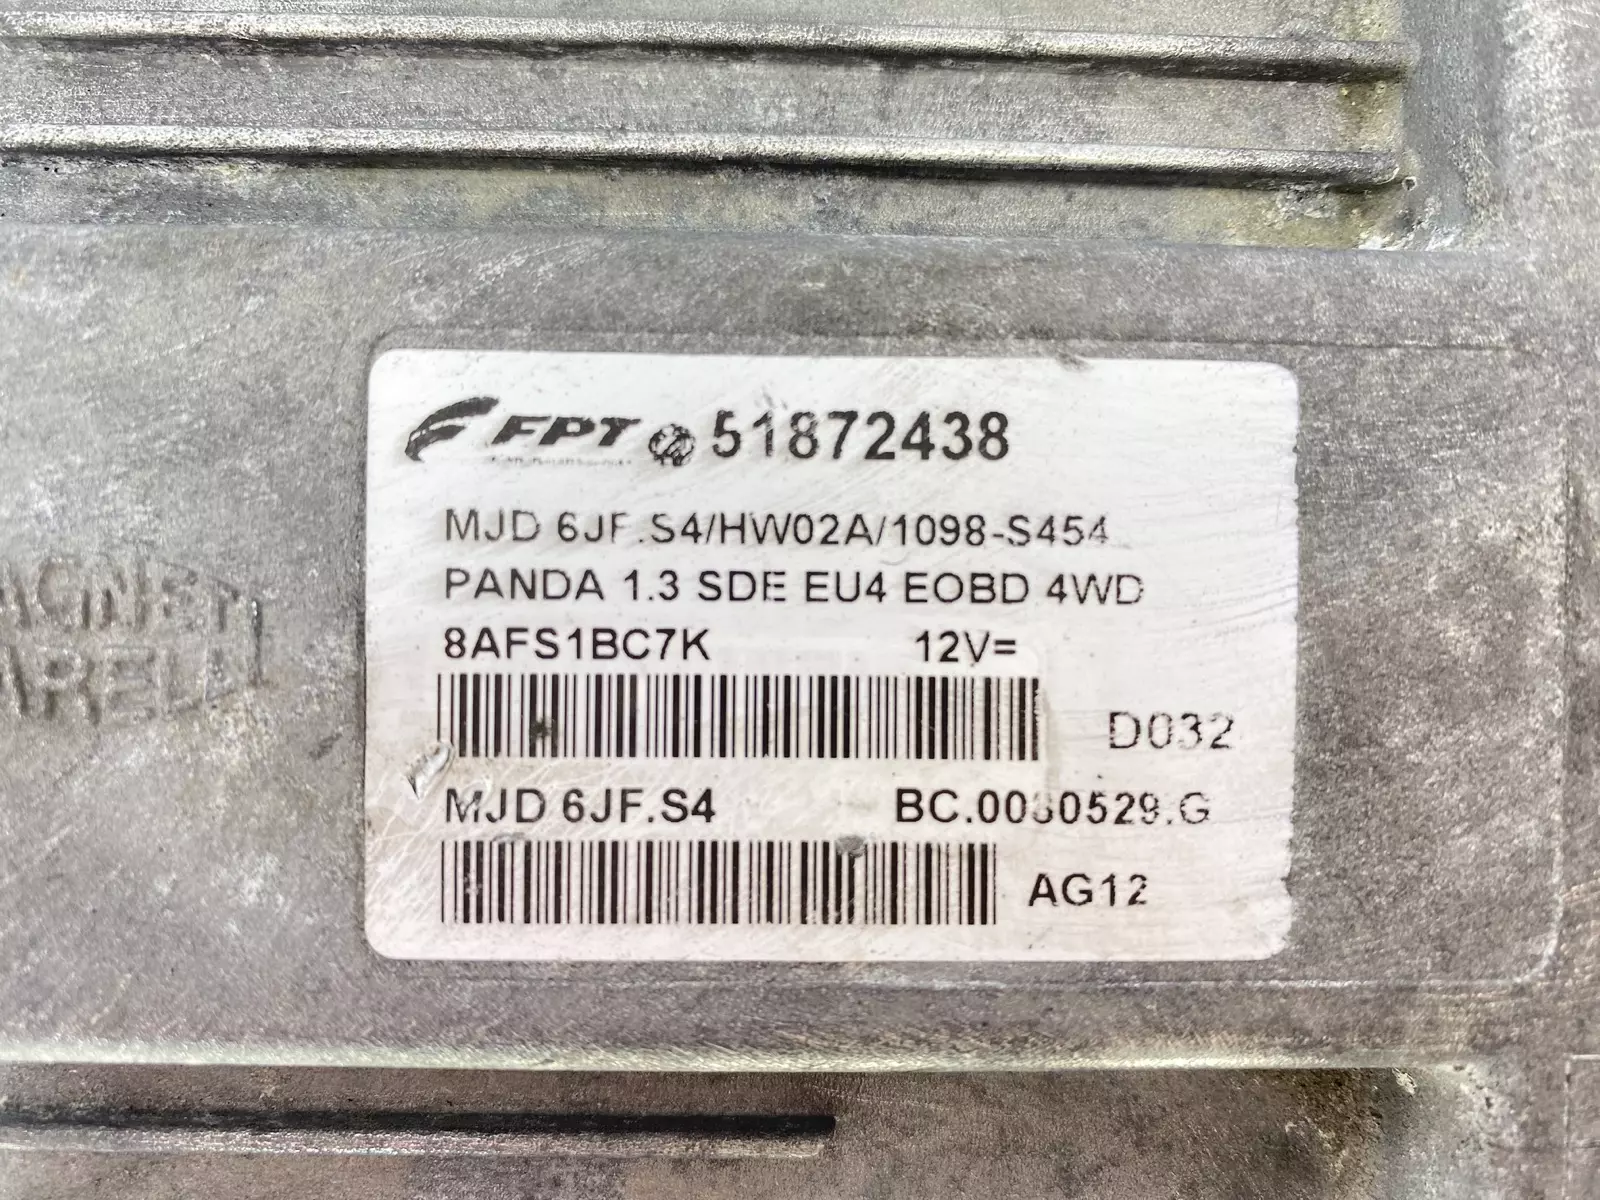 FPT 51872438
MJD 6JF.S4/HW02A/1098-S454
PANDA 1.3 SDE EU4 EOBD 4WD
8AFS1BC7K 12V=
D032
MJD 6JF.S4
AG12